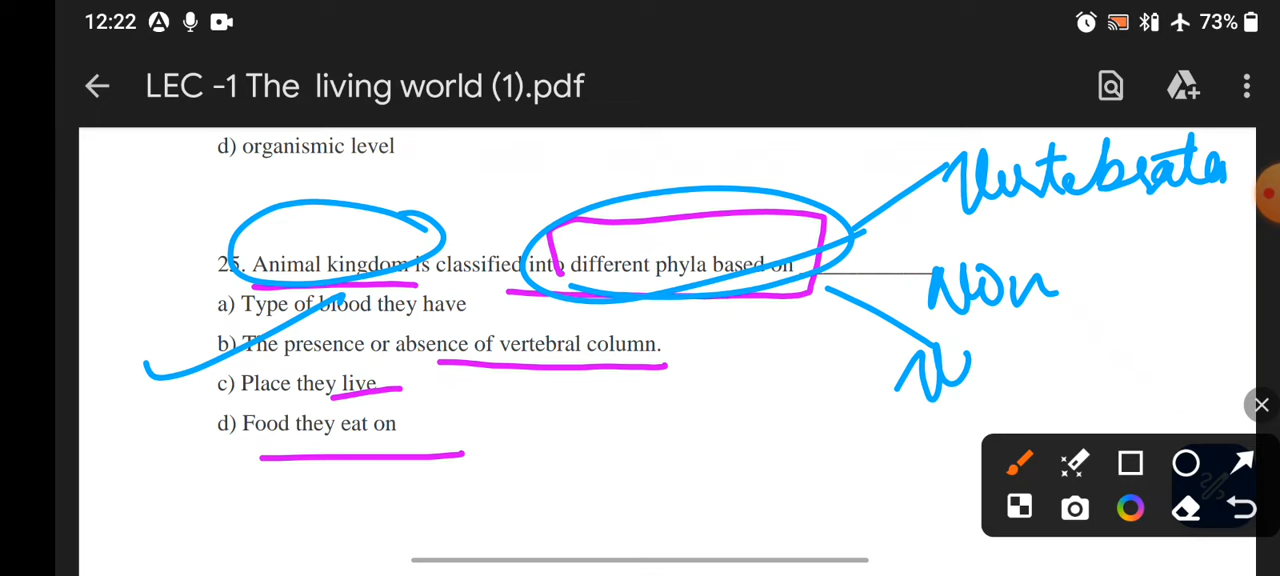 12:22 73%
LEC -1 The living world (1).pdf
d) organismic level
Vertebrata
25. Animal kingdom is classified into different phyla based on ____________
Non
a) Type of blood they have
b) The presence or absence of vertebral column.
c) Place they live
d) Food they eat on